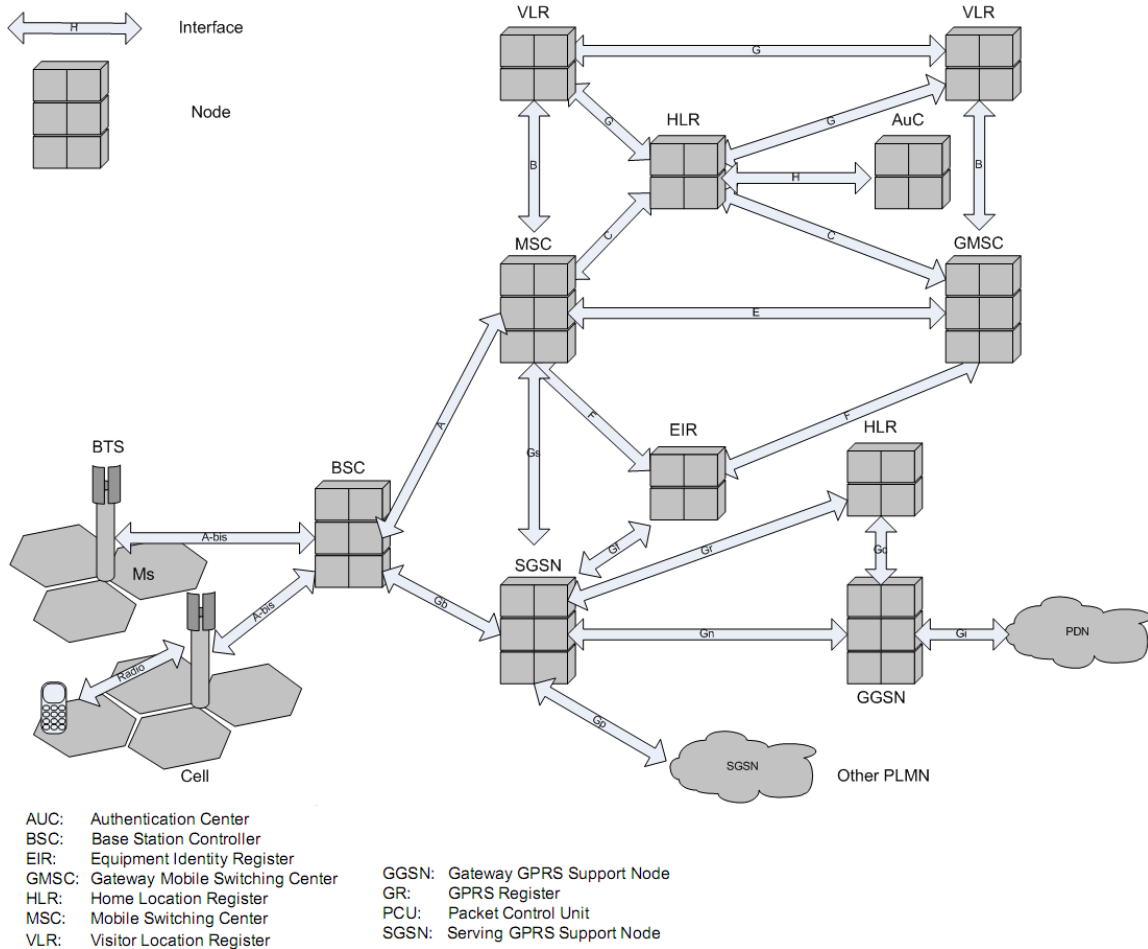 H
Interface
Node
VLR
VLR
G
G
G
HLR
AuC
B
B
H
MSC
C
C
GMSC
E
A
F
F
Gs
EIR
HLR
BTS
BSC
A-bis
Gf
Gr
Gc
Ms
SGSN
A-bis
Gb
Gn
Gi
PDN
Radio
GGSN
Gp
SGSN
Other PLMN
Cell
AUC: Authentication Center
BSC: Base Station Controller
EIR: Equipment Identity Register
GMSC: Gateway Mobile Switching Center
HLR: Home Location Register
MSC: Mobile Switching Center
VLR: Visitor Location Register
GGSN: Gateway GPRS Support Node
GR: GPRS Register
PCU: Packet Control Unit
SGSN: Serving GPRS Support Node